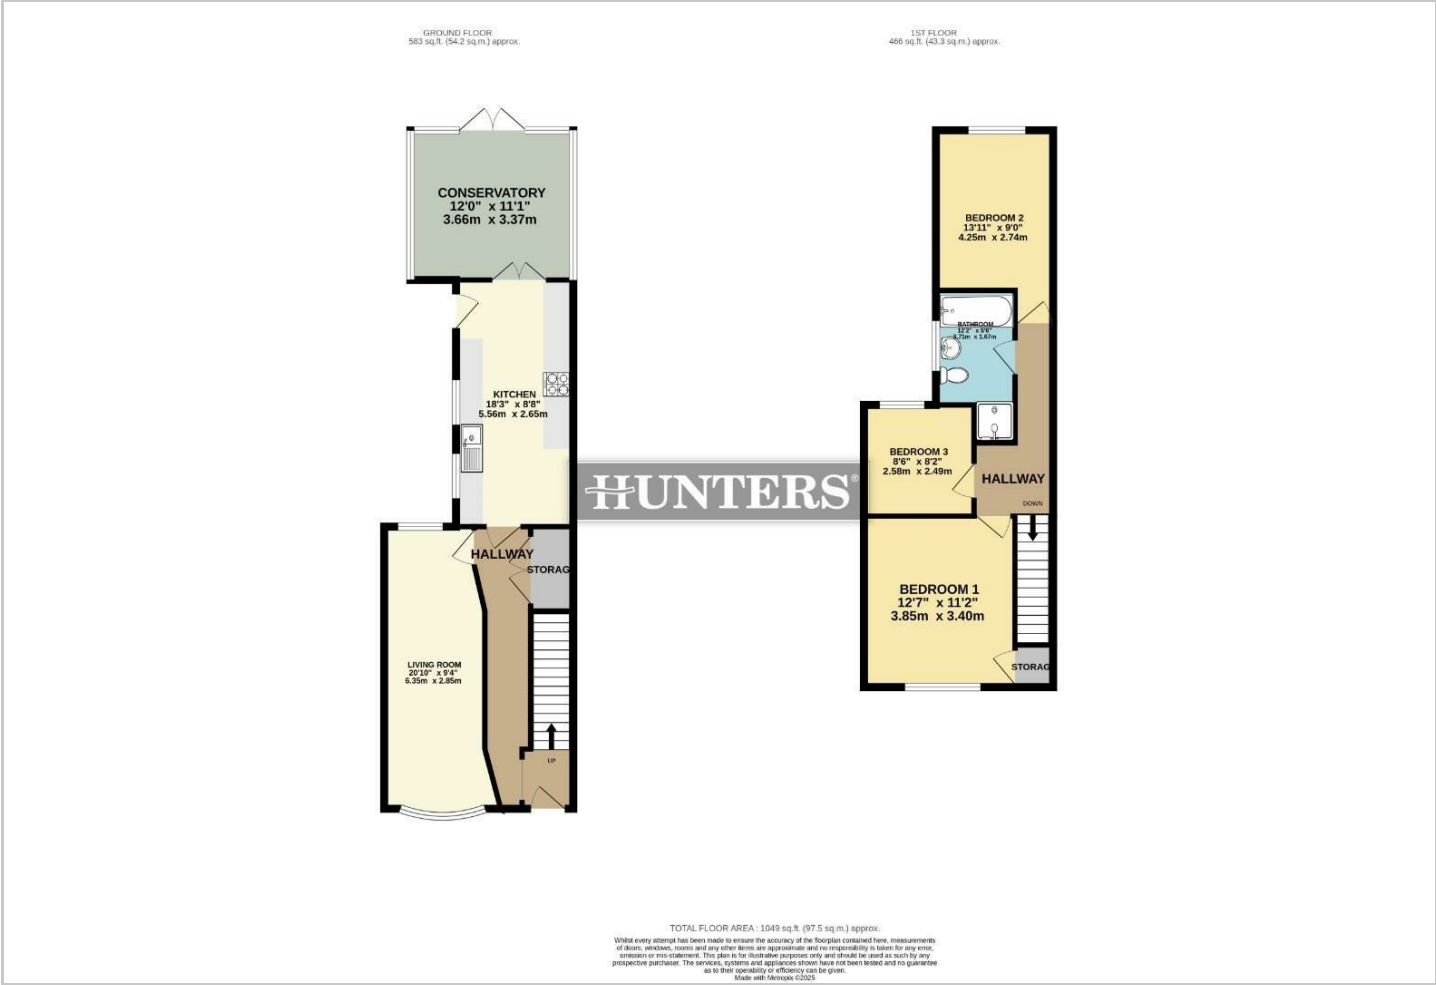 GROUND FLOOR
583 sq.ft. (54.2 sq.m.) approx.
1ST FLOOR
466 sq.ft. (43.3 sq.m.) approx.
CONSERVATORY
12'0" x 11'1"
3.66m x 3.37m
KITCHEN
18'3" x 8'8"
5.56m x 2.65m
HALLWAY
STORAG
LIVING ROOM
20'10" x 9'4"
6.35m x 2.85m
UP
HUNTERS®
BEDROOM 2
13'11" x 9'0"
4.25m x 2.74m
BATHROOM
12'2" x 5'6"
3.71m x 1.67m
BEDROOM 3
8'6" x 8'2"
2.58m x 2.49m
HALLWAY
DOWN
BEDROOM 1
12'7" x 11'2"
3.85m x 3.40m
STORAG
TOTAL FLOOR AREA : 1049 sq.ft. (97.5 sq.m.) approx.
Whilst every attempt has been made to ensure the accuracy of the floorplan contained here, measurements
of doors, windows, rooms and any other items are approximate and no responsibility is taken for any error,
omission or mis-statement. This plan is for illustrative purposes only and should be used as such by any
prospective purchaser. The services, systems and appliances shown have not been tested and no guarantee
as to their operability or efficiency can be given.
Made with Metropix ©2025